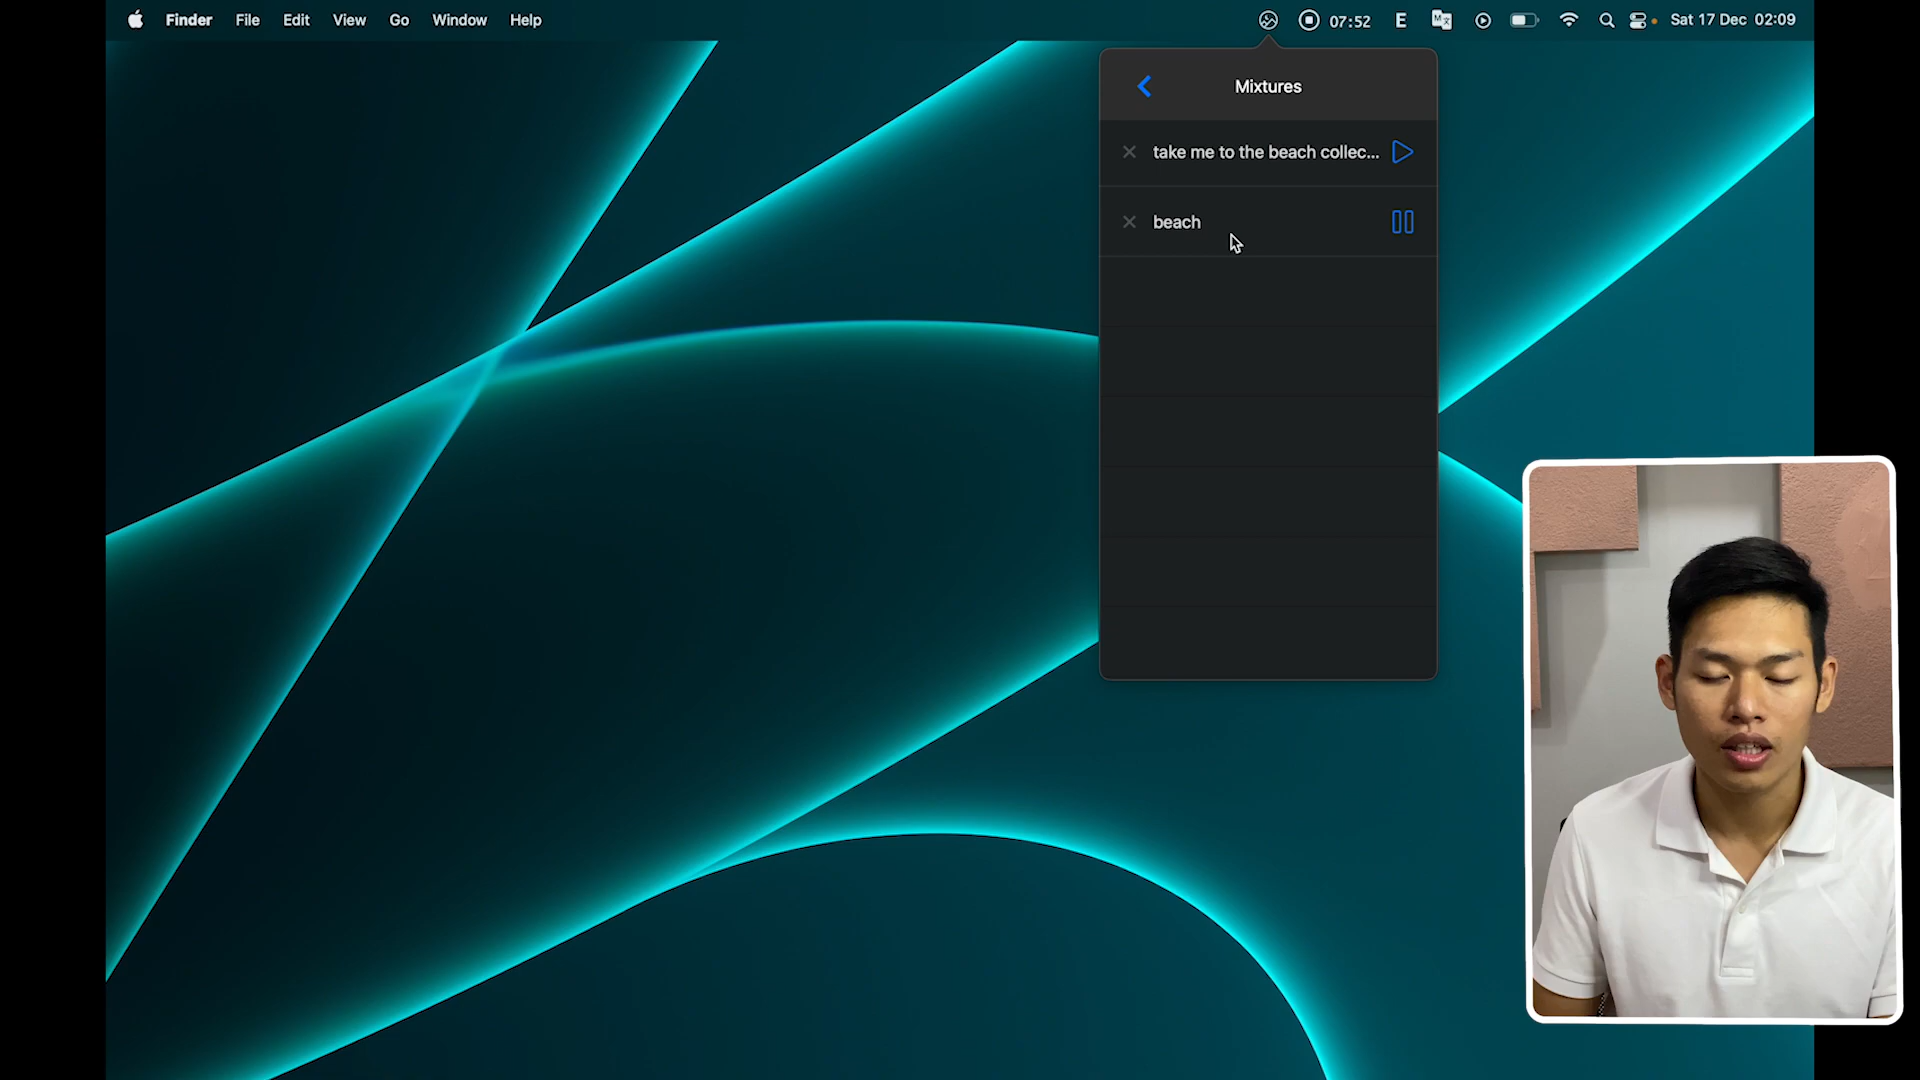 Finder File Edit View Go Window Help 07:52 E Sat 17 Dec 02:09
Mixtures
take me to the beach collec...
beach